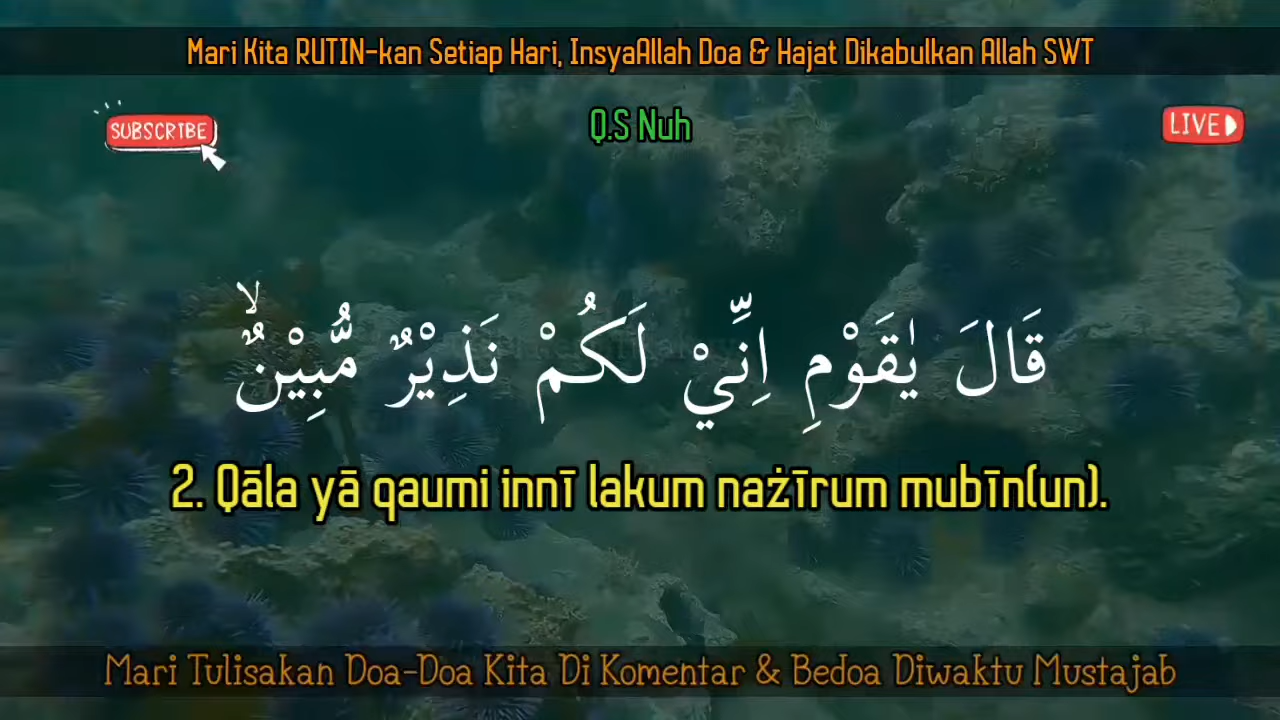 Mari Kita RUTIN-kan Setiap Hari, InsyaAllah Doa & Hajat Dikabulkan Allah SWT
SUBSCRIBE
Q.S Nuh
LIVE
قَالَ يٰقَوْمِ اِنِّيْ لَكُمْ نَذِيْرٌ مُّبِيْنٌۙ
2. Qāla yā qaumi innī lakum nażīrum mubīn(un).
Mari Tulisakan Doa-Doa Kita Di Komentar & Bedoa Diwaktu Mustajab